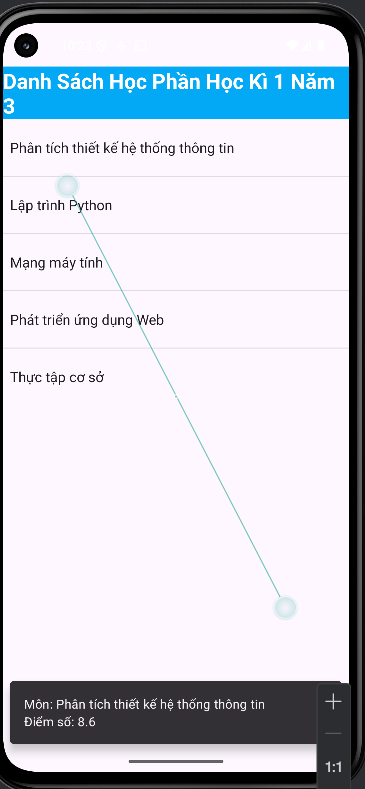 Danh Sách Học Phần Học Kì 1 Năm
3
Phân tích thiết kế hệ thống thông tin
Lập trình Python
Mạng máy tính
Phát triển ứng dụng Web
Thực tập cơ sở
Môn: Phân tích thiết kế hệ thống thông tin
Điểm số: 8.6
1:1